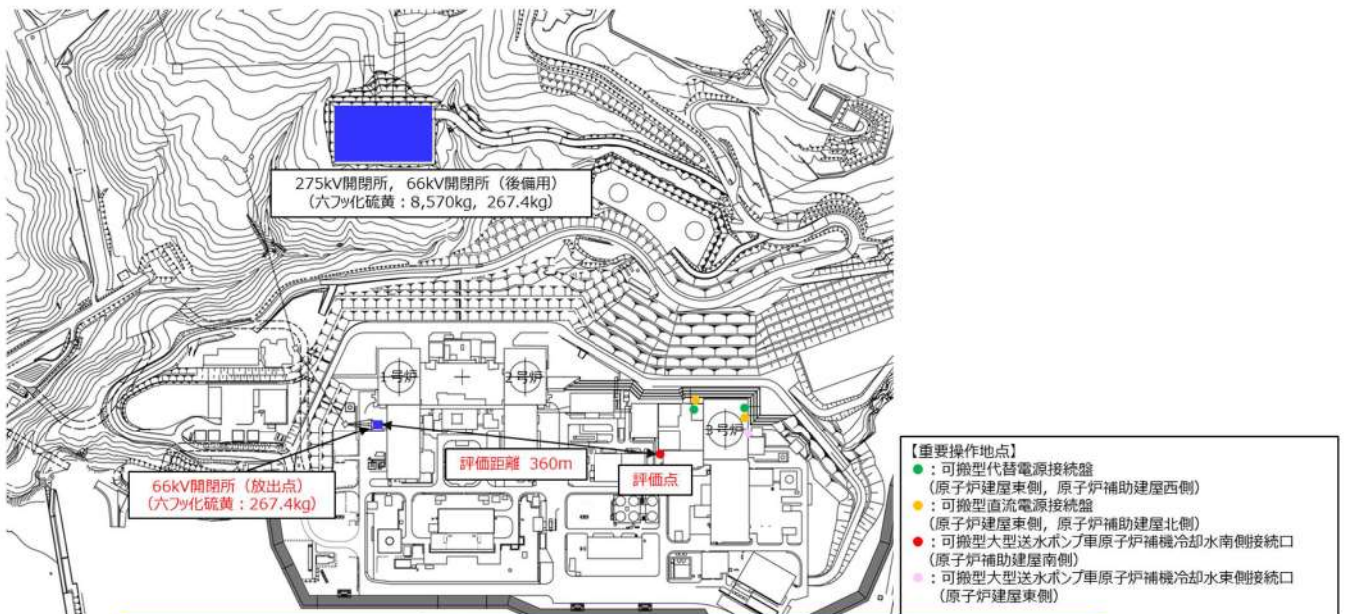 275kV開閉所, 66kV開閉所（後備用）
（六フッ化硫黄：8,570kg, 267.4kg）
1号炉
2号炉
3号炉
評価距離 360m
評価点
66kV開閉所（放出点）
（六フッ化硫黄：267.4kg）
【重要操作地点】
●：可搬型代替電源接続盤
（原子炉建屋東側, 原子炉補助建屋西側）
●：可搬型直流電源接続盤
（原子炉建屋東側, 原子炉補助建屋北側）
●：可搬型大型送水ポンプ車原子炉補機冷却水南側接続口
（原子炉補助建屋南側）
●：可搬型大型送水ポンプ車原子炉補機冷却水東側接続口
（原子炉建屋東側）